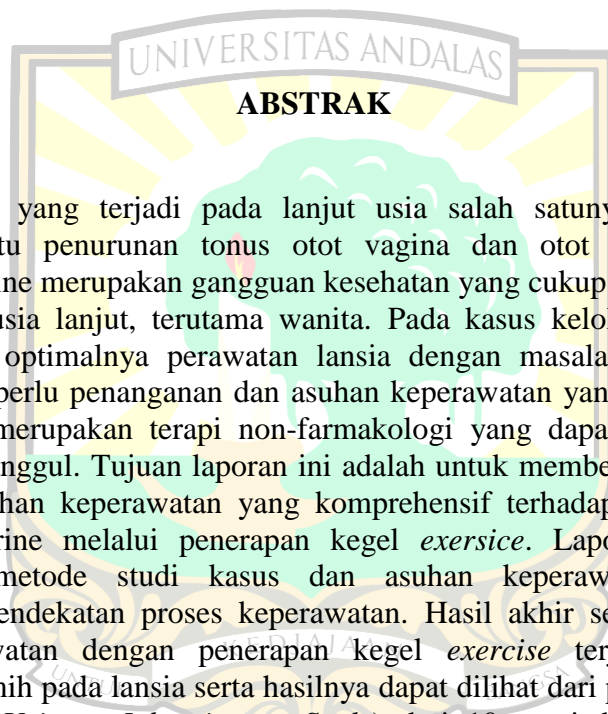 UNIVERSITAS ANDALAS
ABSTRAK
yang terjadi pada lanjut usia salah satuny
tu penurunan tonus otot vagina dan otot
ne merupakan gangguan kesehatan yang cukup
usia lanjut, terutama wanita. Pada kasus kelo
optimalnya perawatan lansia dengan masala
perlu penanganan dan asuhan keperawatan yan
merupakan terapi non-farmakologi yang dapa
nggul. Tujuan laporan ini adalah untuk membe
han keperawatan yang komprehensif terhadap
rine melalui penerapan kegel exersice. Lapo
metode studi kasus dan asuhan keperaw
endekatan proses keperawatan. Hasil akhir se
watan dengan penerapan kegel exercise terj
nih pada lansia serta hasilnya dapat dilihat dari
KEDJAJAAN
UNTUK